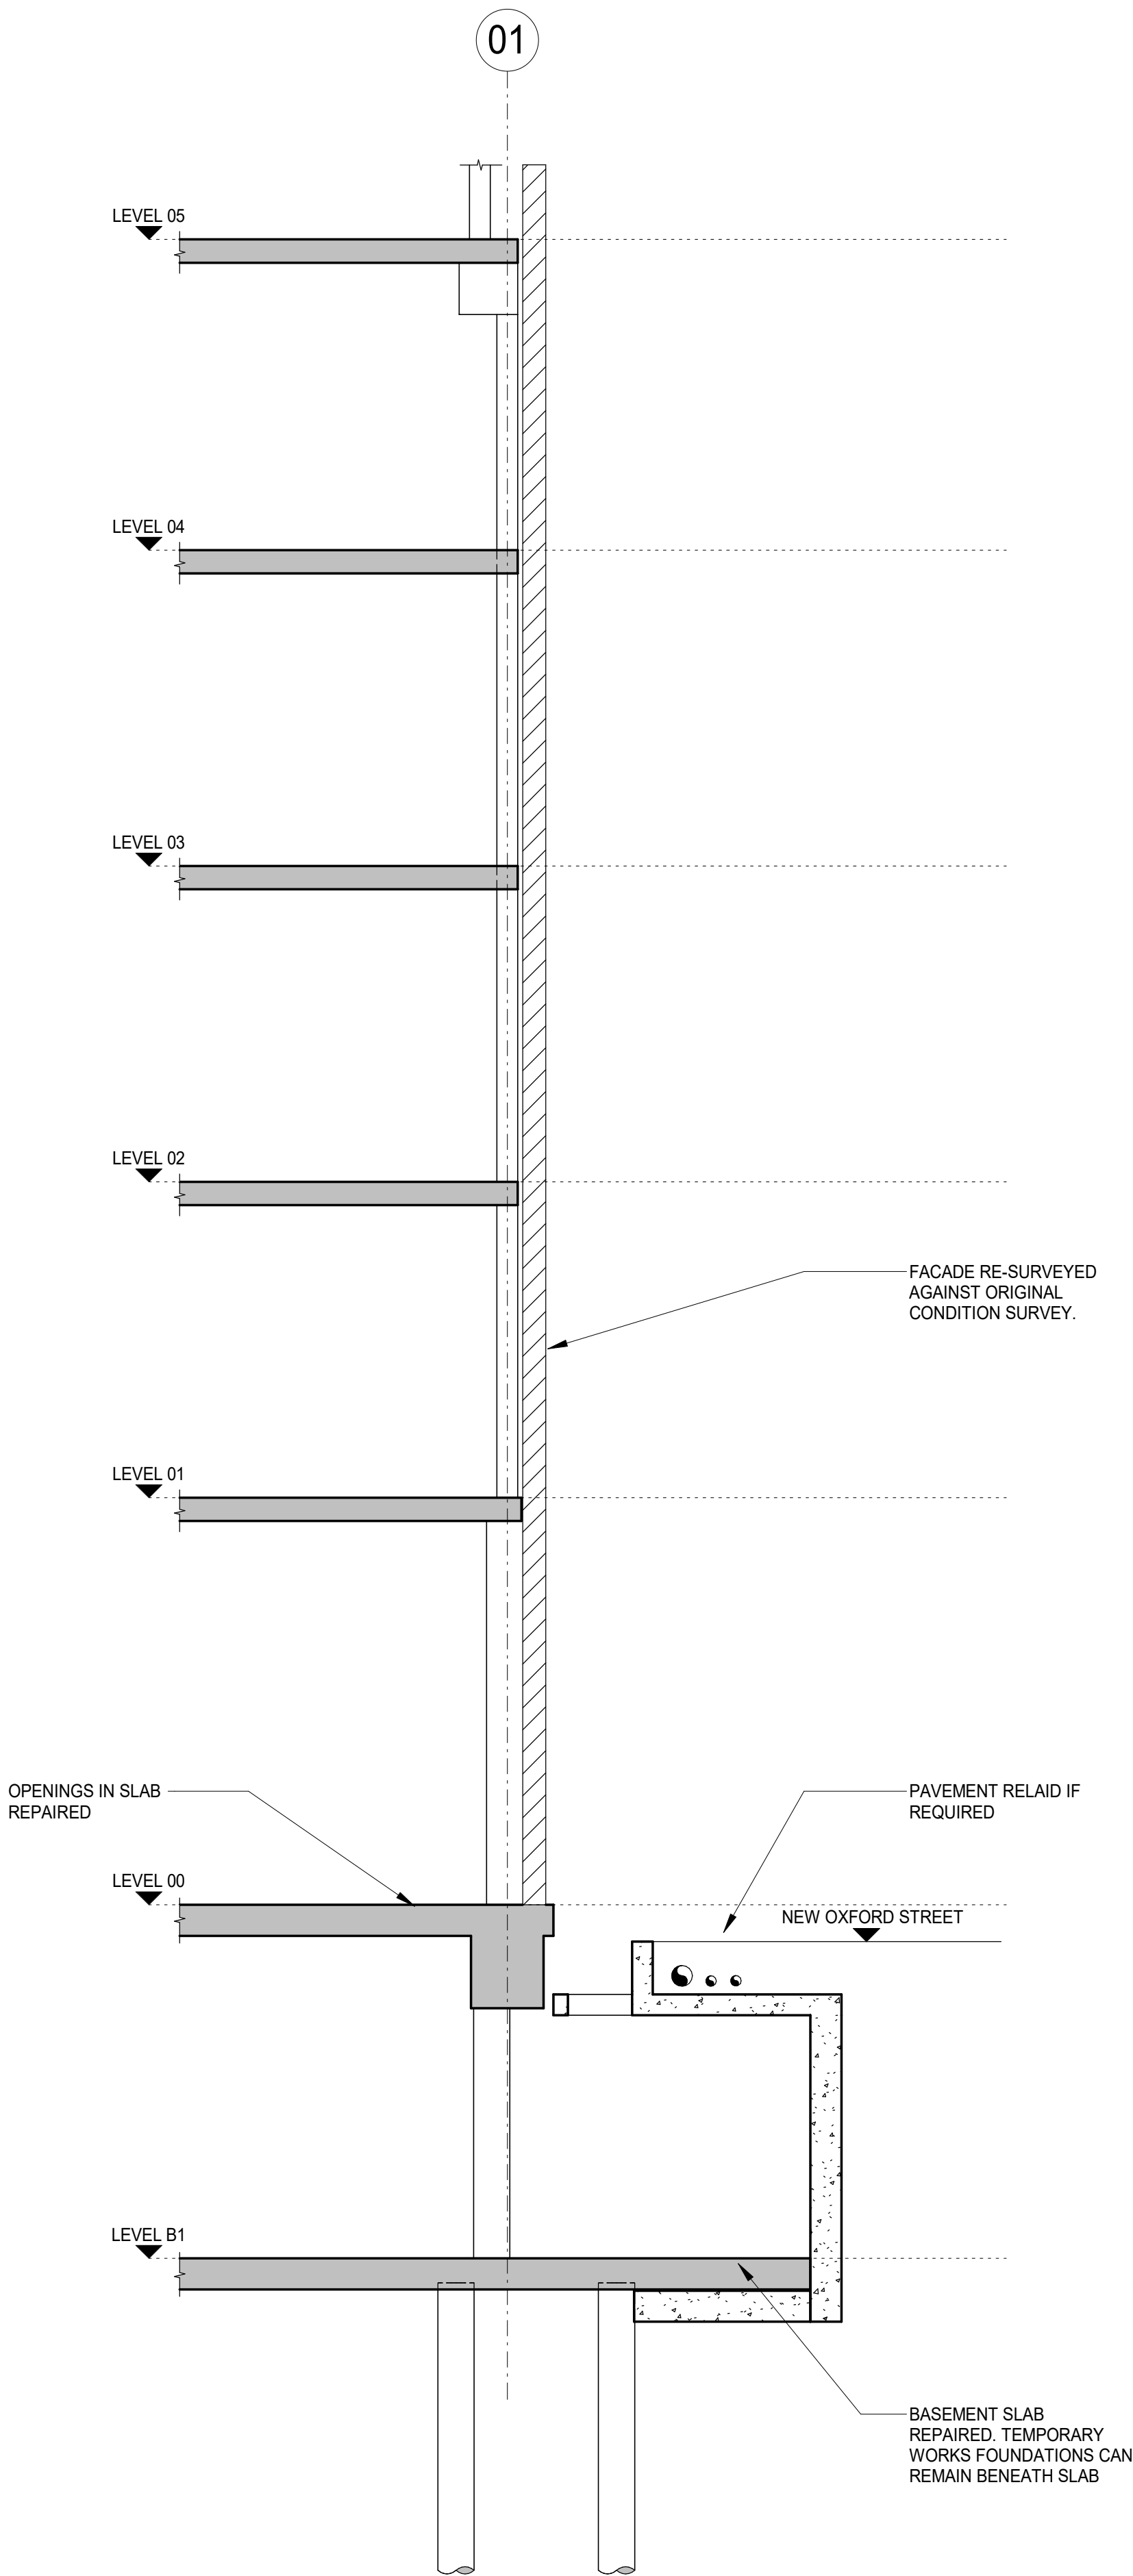 01
LEVEL 05
LEVEL 04
LEVEL 03
LEVEL 02
FACADE RE-SURVEYED
AGAINST ORIGINAL
CONDITION SURVEY.
LEVEL 01
OPENINGS IN SLAB
REPAIRED
PAVEMENT RELAID IF
REQUIRED
LEVEL 00
NEW OXFORD STREET
LEVEL B1
BASEMENT SLAB
REPAIRED. TEMPORARY
WORKS FOUNDATIONS CAN
REMAIN BENEATH SLAB